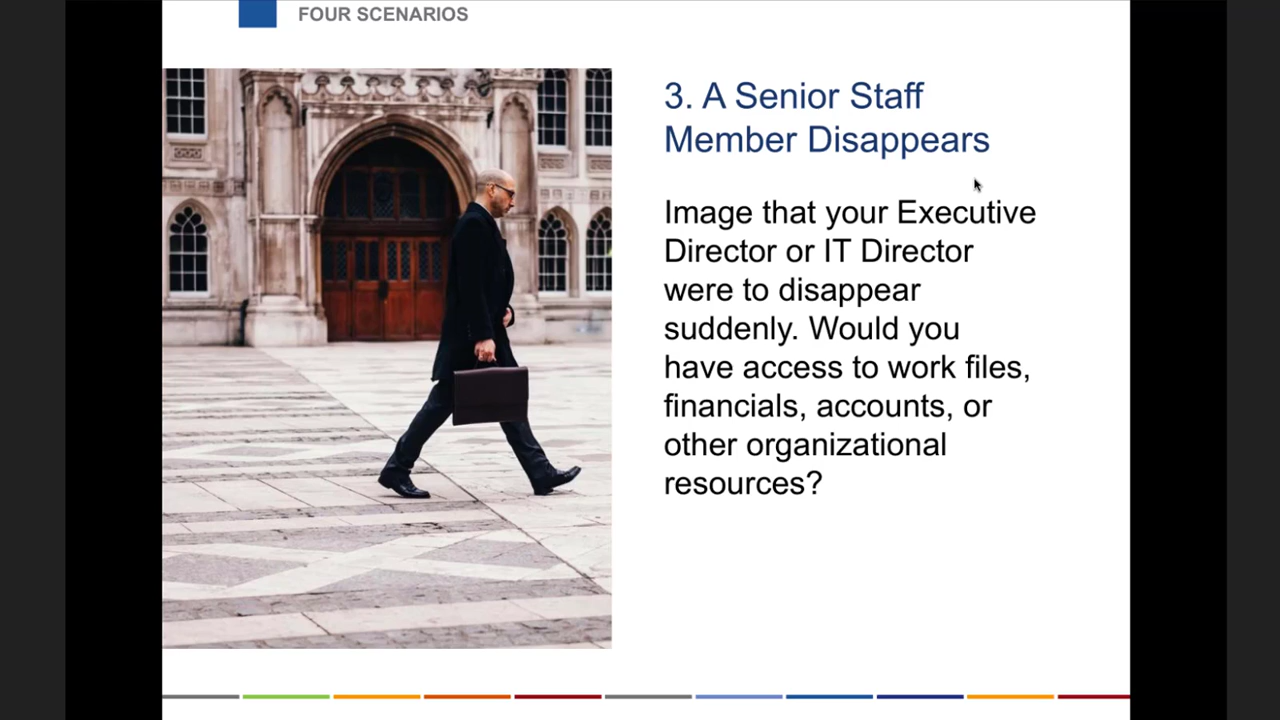 FOUR SCENARIOS
3. A Senior Staff
Member Disappears
Image that your Executive
Director or IT Director
were to disappear
suddenly. Would you
have access to work files,
financials, accounts, or
other organizational
resources?